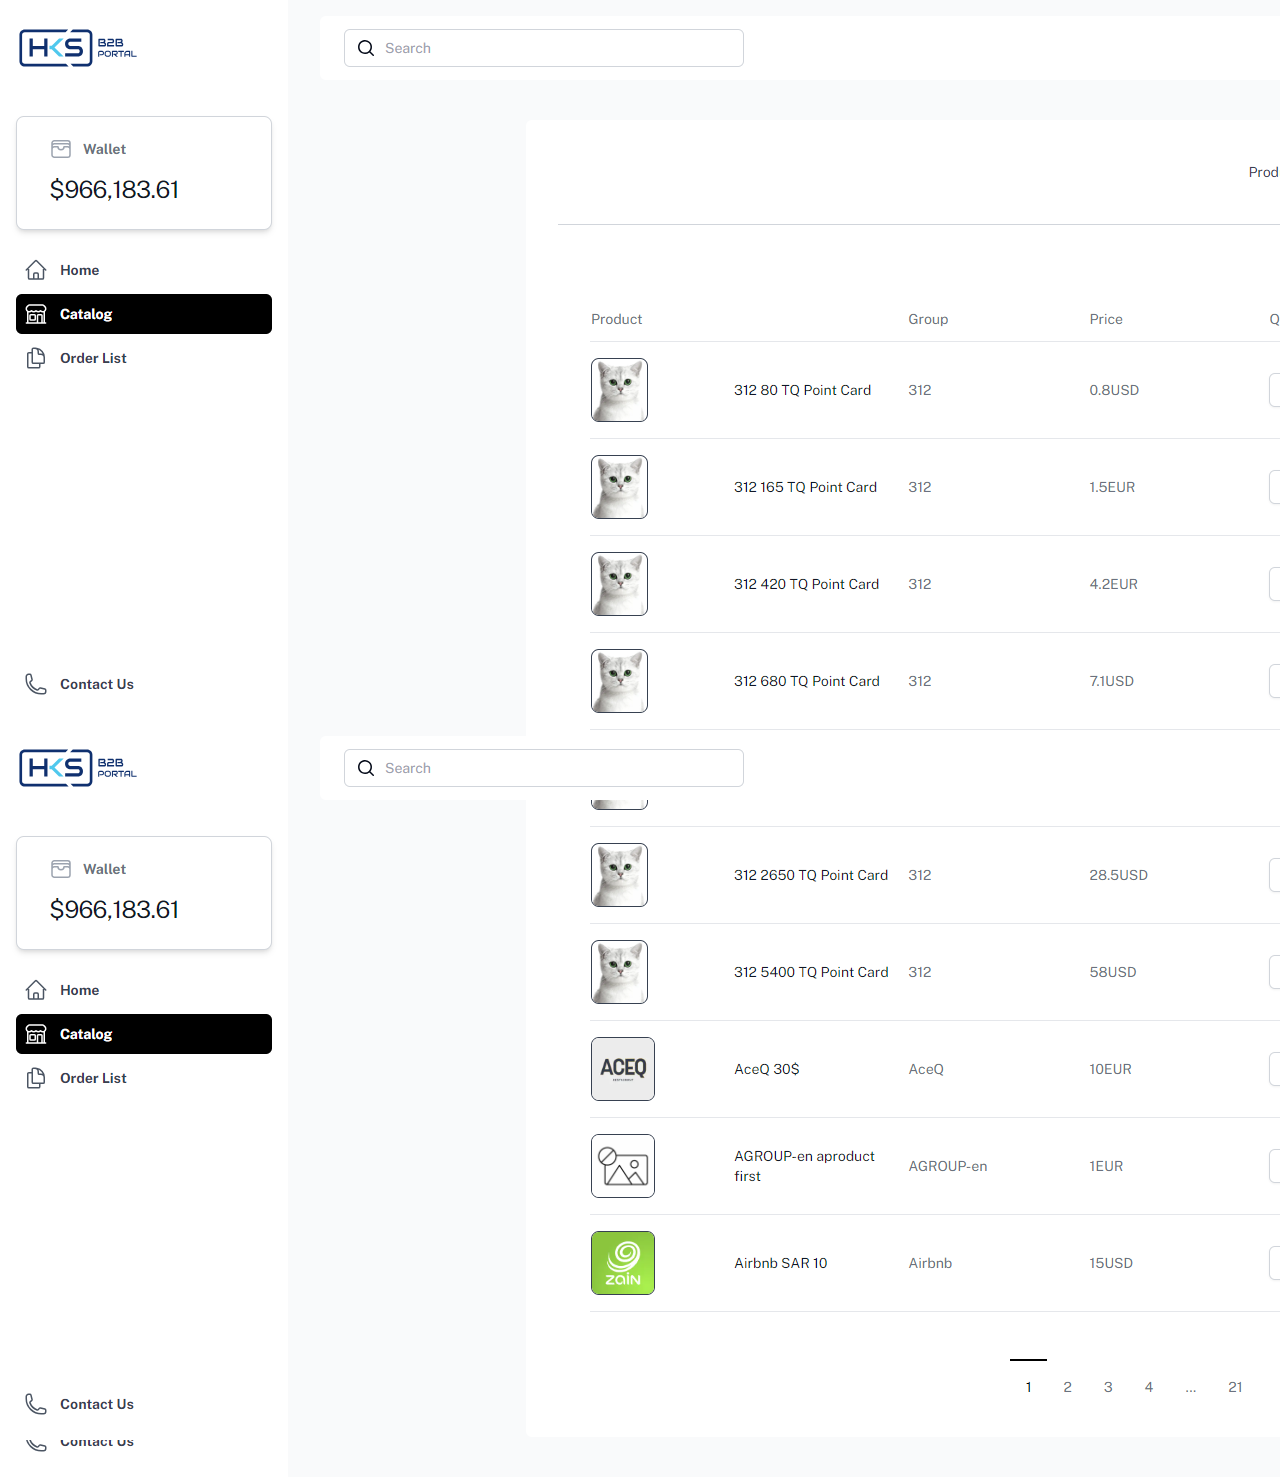 HKS B2B
PORTAL
Search
Wallet
$966,183.61
Home
Catalog
Order List
Contact Us
Prod
Product Group Price Q
312 80 TQ Point Card 312 0.8USD
312 165 TQ Point Card 312 1.5EUR
312 420 TQ Point Card 312 4.2EUR
312 680 TQ Point Card 312 7.1USD
HKS B2B
PORTAL
Search
Wallet
$966,183.61
Home
Catalog
Order List
312 2650 TQ Point Card 312 28.5USD
312 5400 TQ Point Card 312 58USD
ACEQ
AceQ 30$ AceQ 10EUR
AGROUP-en aproduct
first AGROUP-en 1EUR
zain
Airbnb SAR 10 Airbnb 15USD
1 2 3 4 ... 21
Contact Us
Contact Us